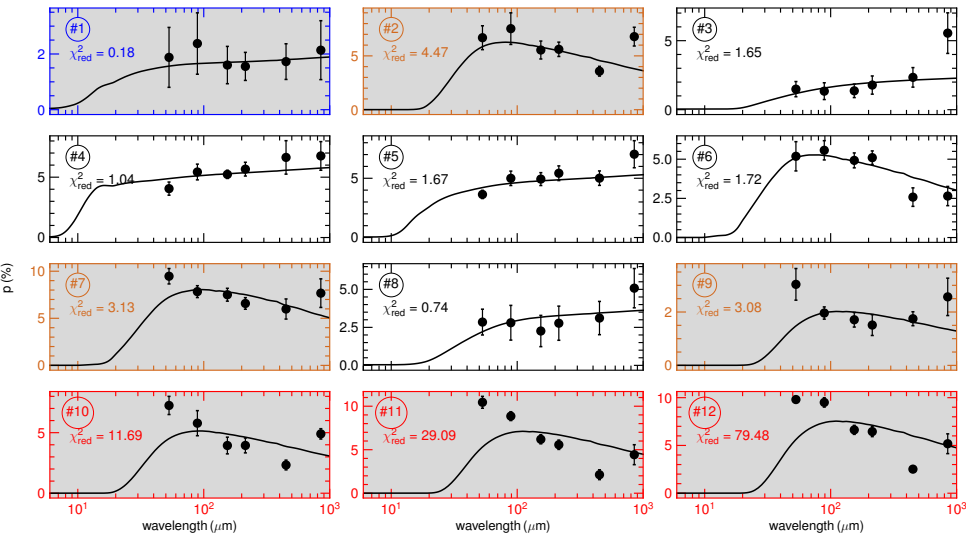 #1
χ²red = 0.18
2
0
#2
χ²red = 4.47
5
0
#3
χ²red = 1.65
5
0
#4
χ²red = 1.04
5
0
#5
χ²red = 1.67
5
0
#6
χ²red = 1.72
5.0
2.5
0.0
p (%)
#7
χ²red = 3.13
10
5
0
#8
χ²red = 0.74
5.0
2.5
0.0
#9
χ²red = 3.08
2
0
#10
χ²red = 11.69
5
0
#11
χ²red = 29.09
10
5
0
#12
χ²red = 79.48
10
5
0
10¹ 10² 10³ 10¹ 10² 10³ 10¹ 10² 10³
wavelength (μm) wavelength (μm) wavelength (μm)